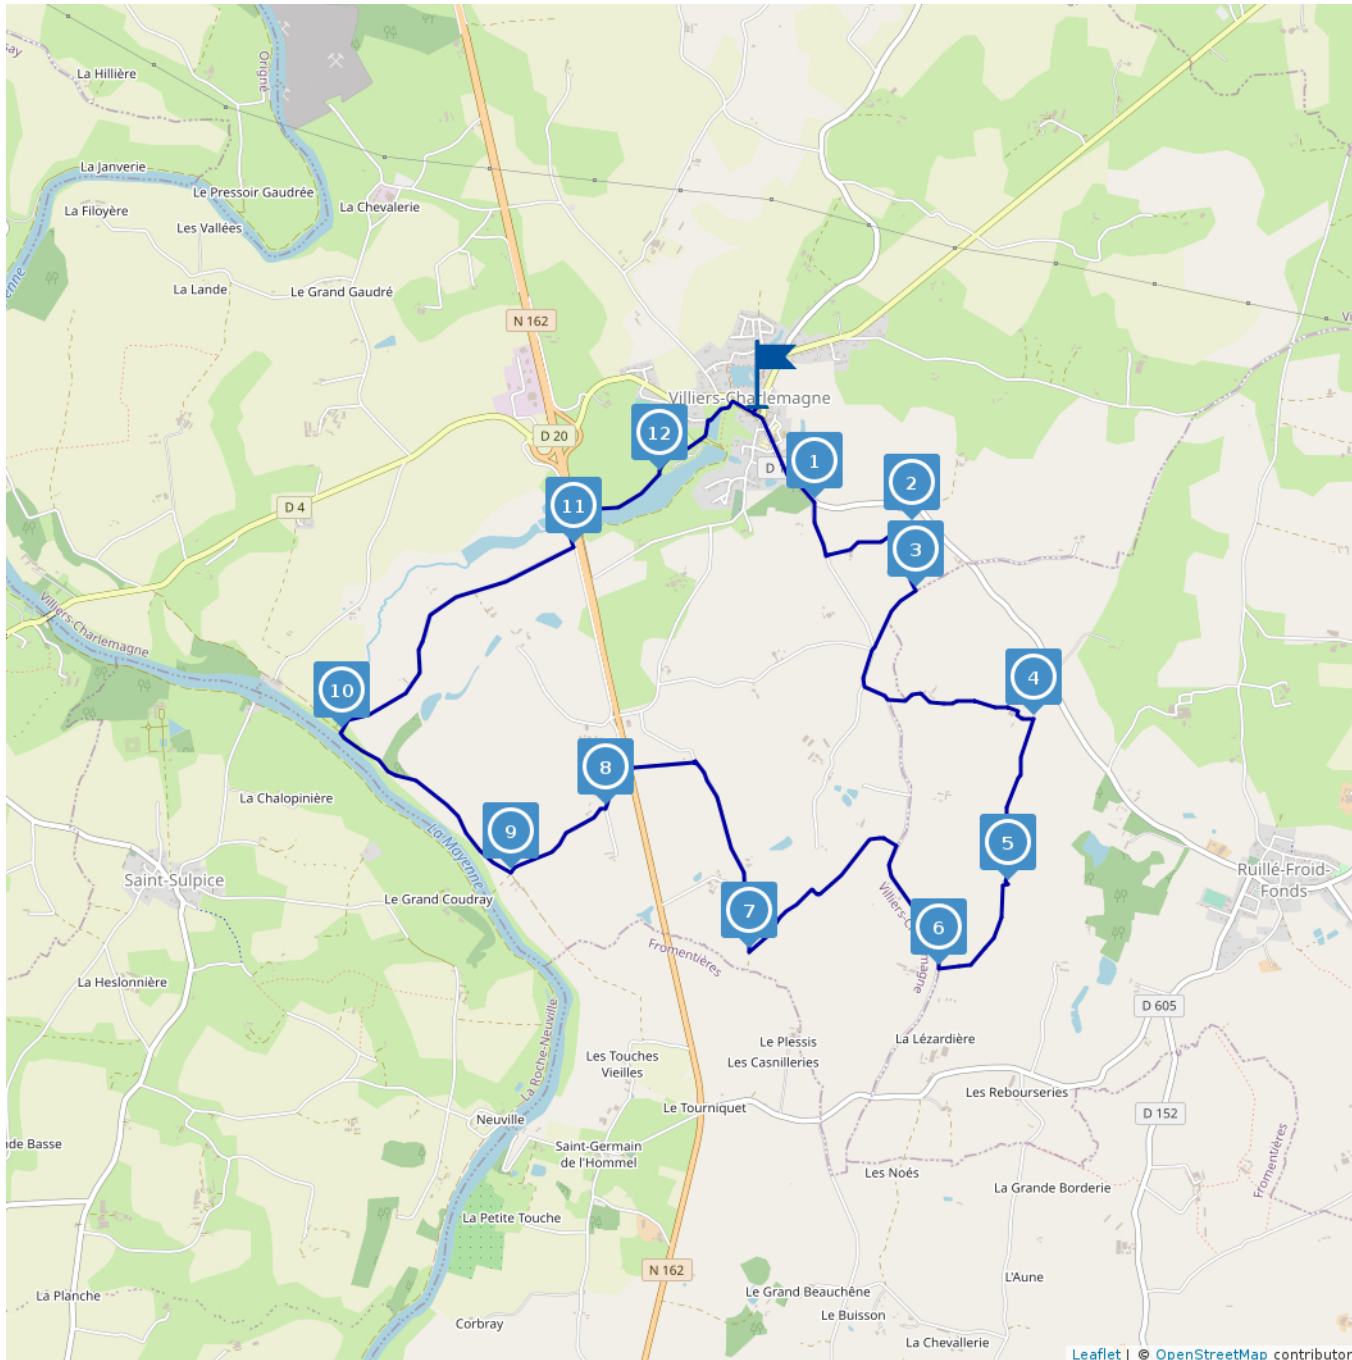 La Hillière
Origné
La Janverie
Le Pressoir Gaudrée
La Filoyère
La Chevalerie
Les Vallées
La Lande
Le Grand Gaudré
N 162
Villiers-Charlemagne
12
D 20
1
2
11
D 4
3
Villiers-Charlemagne
4
10
8
La Chalopinière
9
5
La Mayenne
Saint-Sulpice
Ruillé-Froid-
Fonds
Le Grand Coudray
7
6
Fromentières
La Heslonnière
D 605
La Roche-Neuville
Le Plessis
La Lézardière
Les Touches
Vieilles
Les Casnilleries
Les Rebourseries
Le Tourniquet
D 152
Neuville
Saint-Germain
de l'Hommel
Fromentières
Les Noés
La Grande Borderie
La Petite Touche
N 162
L'Aune
La Planche
Le Grand Beauchêne
Le Buisson
Corbray
La Chevallerie
Leaflet | © OpenStreetMap contributor